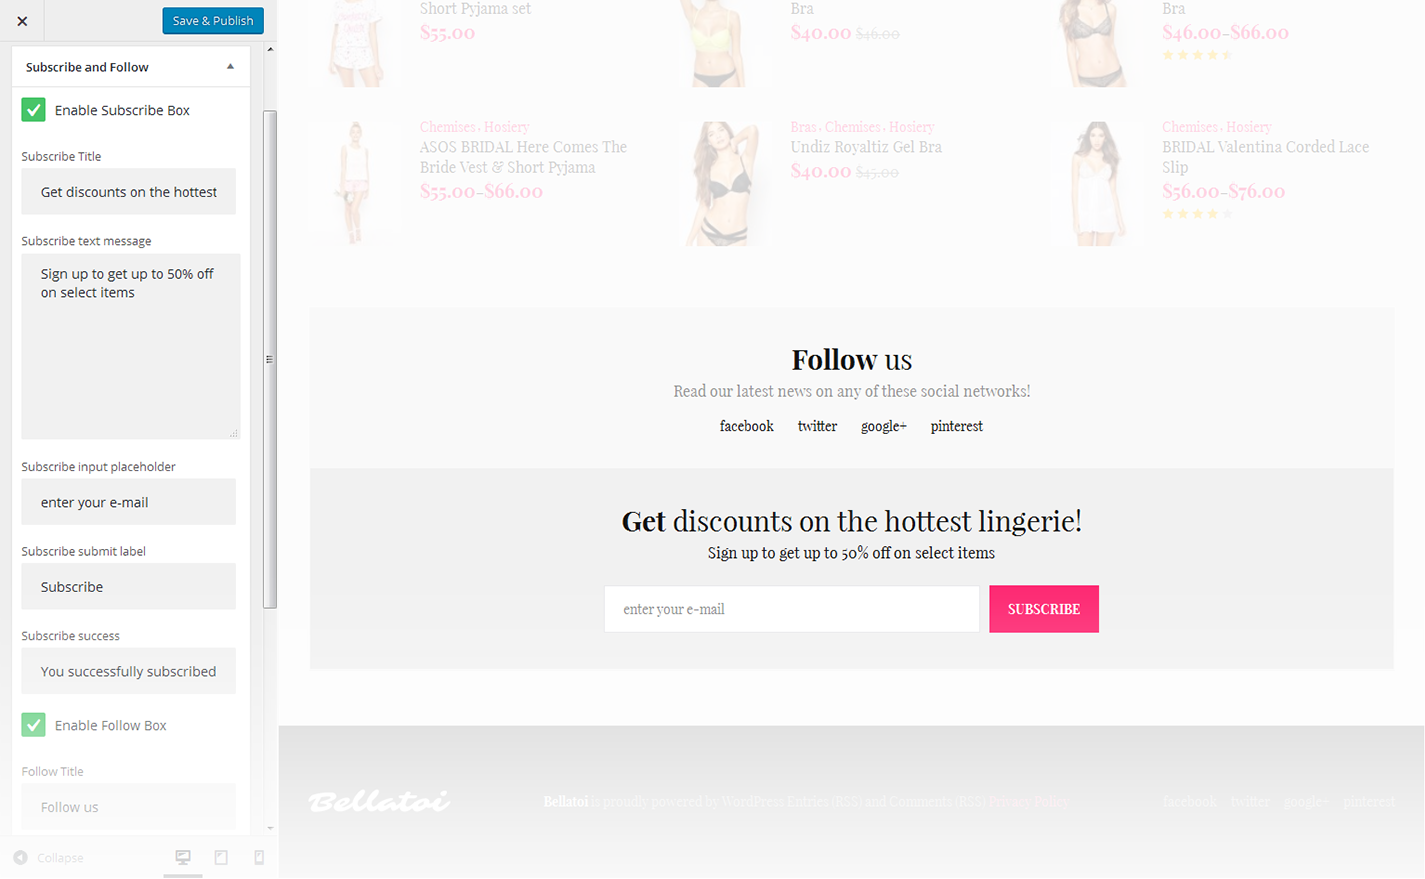 Save & Publish
Subscribe and Follow
Enable Subscribe Box
Subscribe Title
Get discounts on the hottest
Subscribe text message
Sign up to get up to 50% off
on select items
Subscribe input placeholder
enter your e-mail
Subscribe submit label
Subscribe
Subscribe success
You successfully subscribed
Enable Follow Box
Follow Title
Follow us
Collapse
Short Pyjama set
$55.00
Bra
$40.00 $46.00
Bra
$46.00–$66.00
Chemises, Hosiery
ASOS BRIDAL Here Comes The
Bride Vest & Short Pyjama
$55.00–$66.00
Bras, Chemises, Hosiery
Undiz Royaltiz Gel Bra
$40.00 $45.00
Chemises, Hosiery
BRIDAL Valentina Corded Lace
Slip
$56.00–$76.00
Follow us
Read our latest news on any of these social networks!
facebook twitter google+ pinterest
Get discounts on the hottest lingerie!
Sign up to get up to 50% off on select items
enter your e-mail
SUBSCRIBE
Bellatoi
Bellatoi is proudly powered by WordPress Entries (RSS) and Comments (RSS) Privacy Policy
facebook twitter google+ pinterest